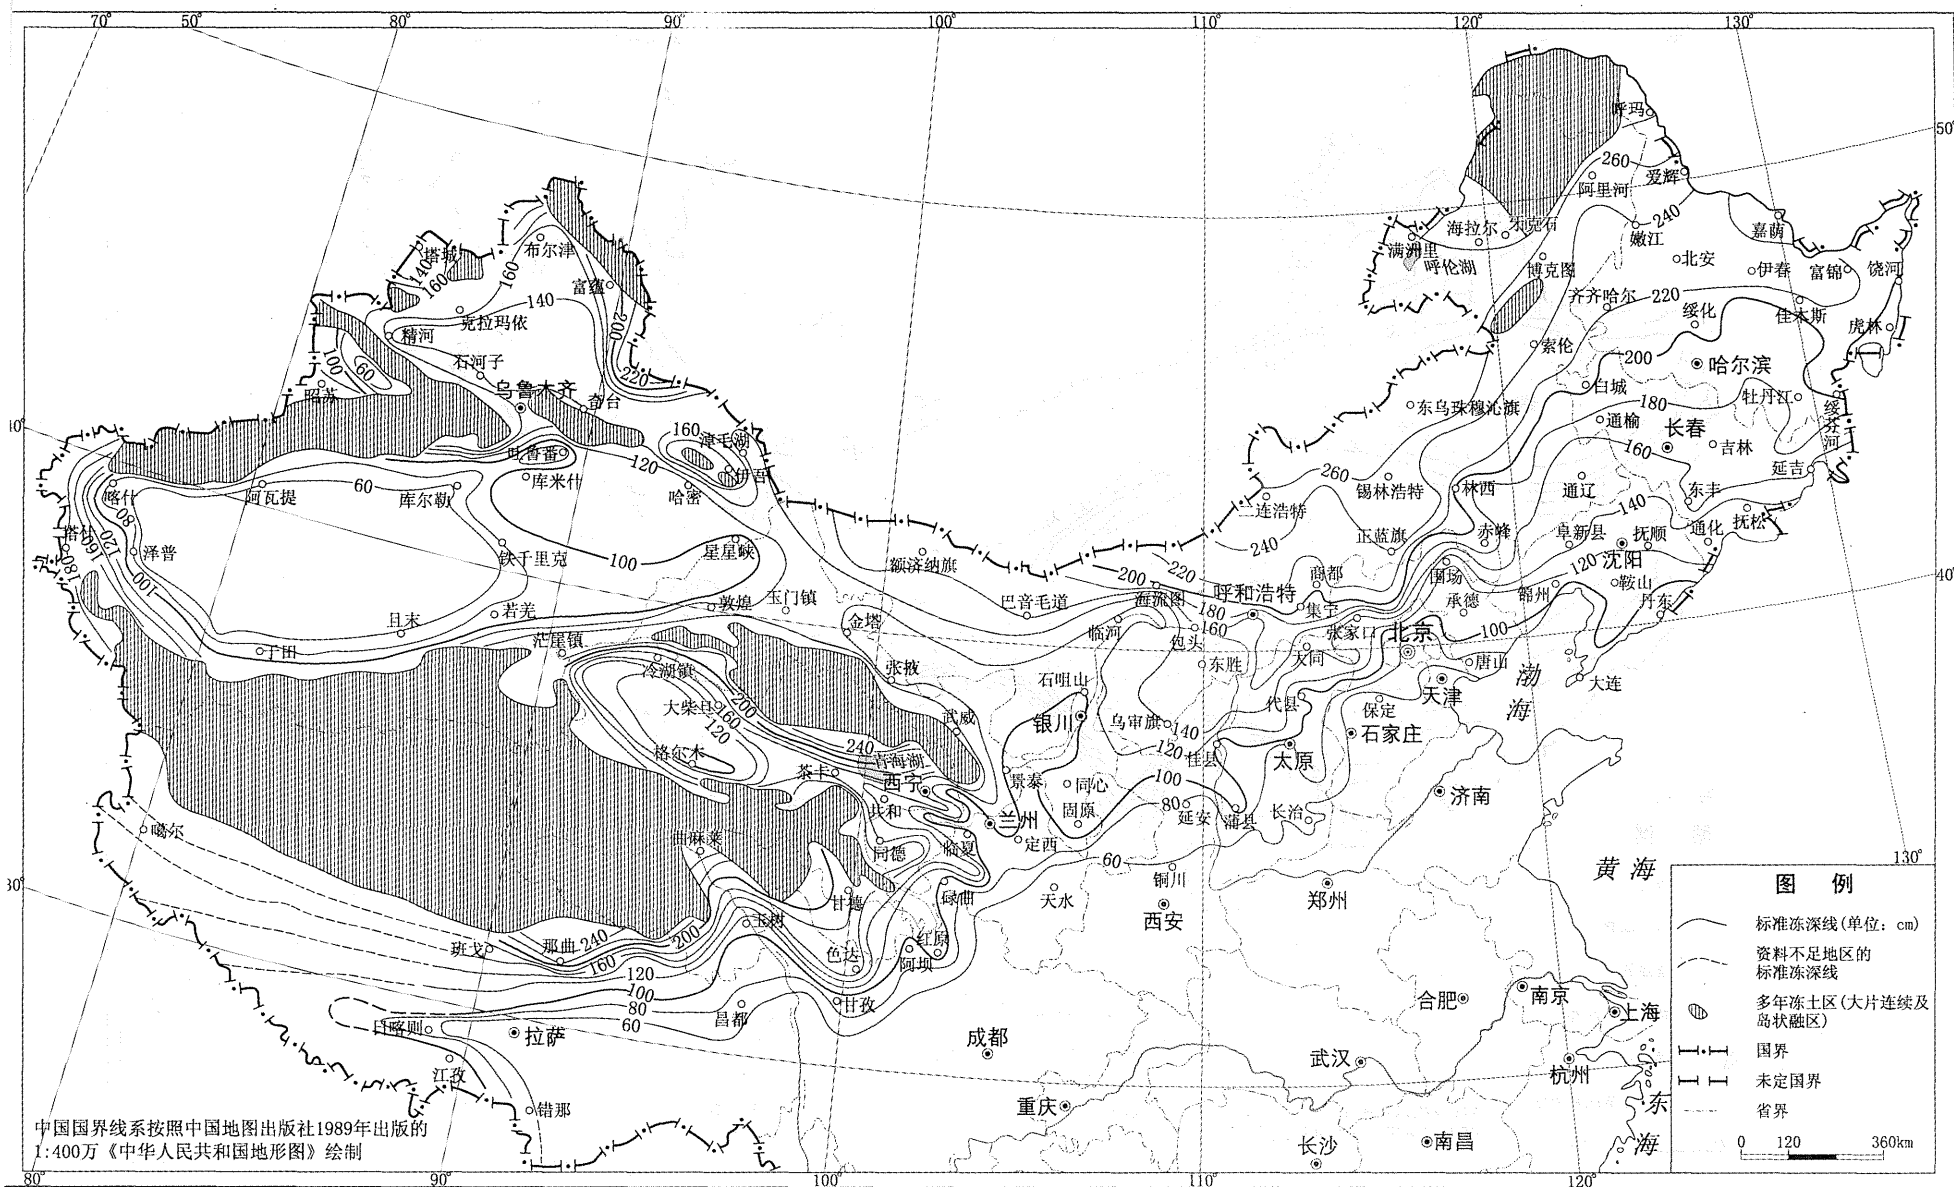 70°
50°
80°
90°
100°
110°
120°
130°
50°
呼玛
260
阿里河
爱辉
240
嫩江
嘉荫
海拉尔
牙克石
满洲里
呼伦湖
博克图
北安
伊春
富锦
饶河
塔城
140
160
160
布尔津
富蕴
140
克拉玛依
200
精河
石河子
100
60
昭苏
乌鲁木齐
奇台
220
齐齐哈尔
220
绥化
佳木斯
虎林
索伦
200
哈尔滨
白城
180
牡丹江
绥芬河
东乌珠穆沁旗
通榆
长春
吉林
160
延吉
160
淖毛湖
吐鲁番
120
伊吾
库米什
哈密
喀什
阿瓦提
60
库尔勒
260
锡林浩特
林西
通辽
东丰
140
二连浩特
抚松
塔什
80
120
160
180
泽普
100
铁干里克
100
星星峡
额济纳旗
240
正蓝旗
赤峰
阜新县
抚顺
通化
沈阳
40°
220
200
呼和浩特
商都
围场
120
鞍山
敦煌
玉门镇
巴音毛道
海流图
180
集宁
承德
锦州
丹东
且末
若羌
金塔
临河
160
包头
张家口
北京
100
于田
茫崖镇
冷湖镇
张掖
东胜
大同
唐山
渤海
大连
石咀山
天津
大柴旦
200
160
120
武威
银川
乌审旗
140
代县
保定
石家庄
格尔木
240
青海湖
120
佳县
太原
茶卡
西宁
景泰
同心
100
济南
共和
兰州
固原
80
延安
蒲县
长治
噶尔
曲麻莱
同德
临夏
定西
60
130°
黄海
30°
甘德
碌曲
天水
铜川
郑州
西安
玉树
班戈
那曲
240
200
160
色达
红原
阿坝
120
100
80
60
昌都
甘孜
日喀则
拉萨
合肥
南京
上海
成都
武汉
杭州
江孜
错那
重庆
东海
长沙
南昌
图 例
标准冻深线(单位：cm)
资料不足地区的
标准冻深线
多年冻土区(大片连续及
岛状融区)
国界
未定国界
省界
0 120 360km
中国国界线系按照中国地图出版社1989年出版的
1:400万《中华人民共和国地形图》绘制
80°
90°
100°
110°
120°